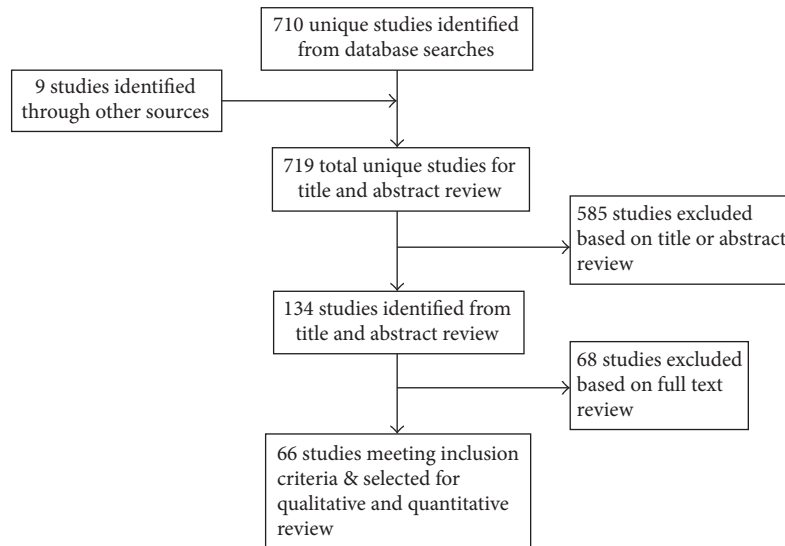 710 unique studies identified
from database searches
9 studies identified
through other sources
719 total unique studies for
title and abstract review
585 studies excluded
based on title or abstract
review
134 studies identified from
title and abstract review
68 studies excluded
based on full text
review
66 studies meeting inclusion
criteria & selected for
qualitative and quantitative
review